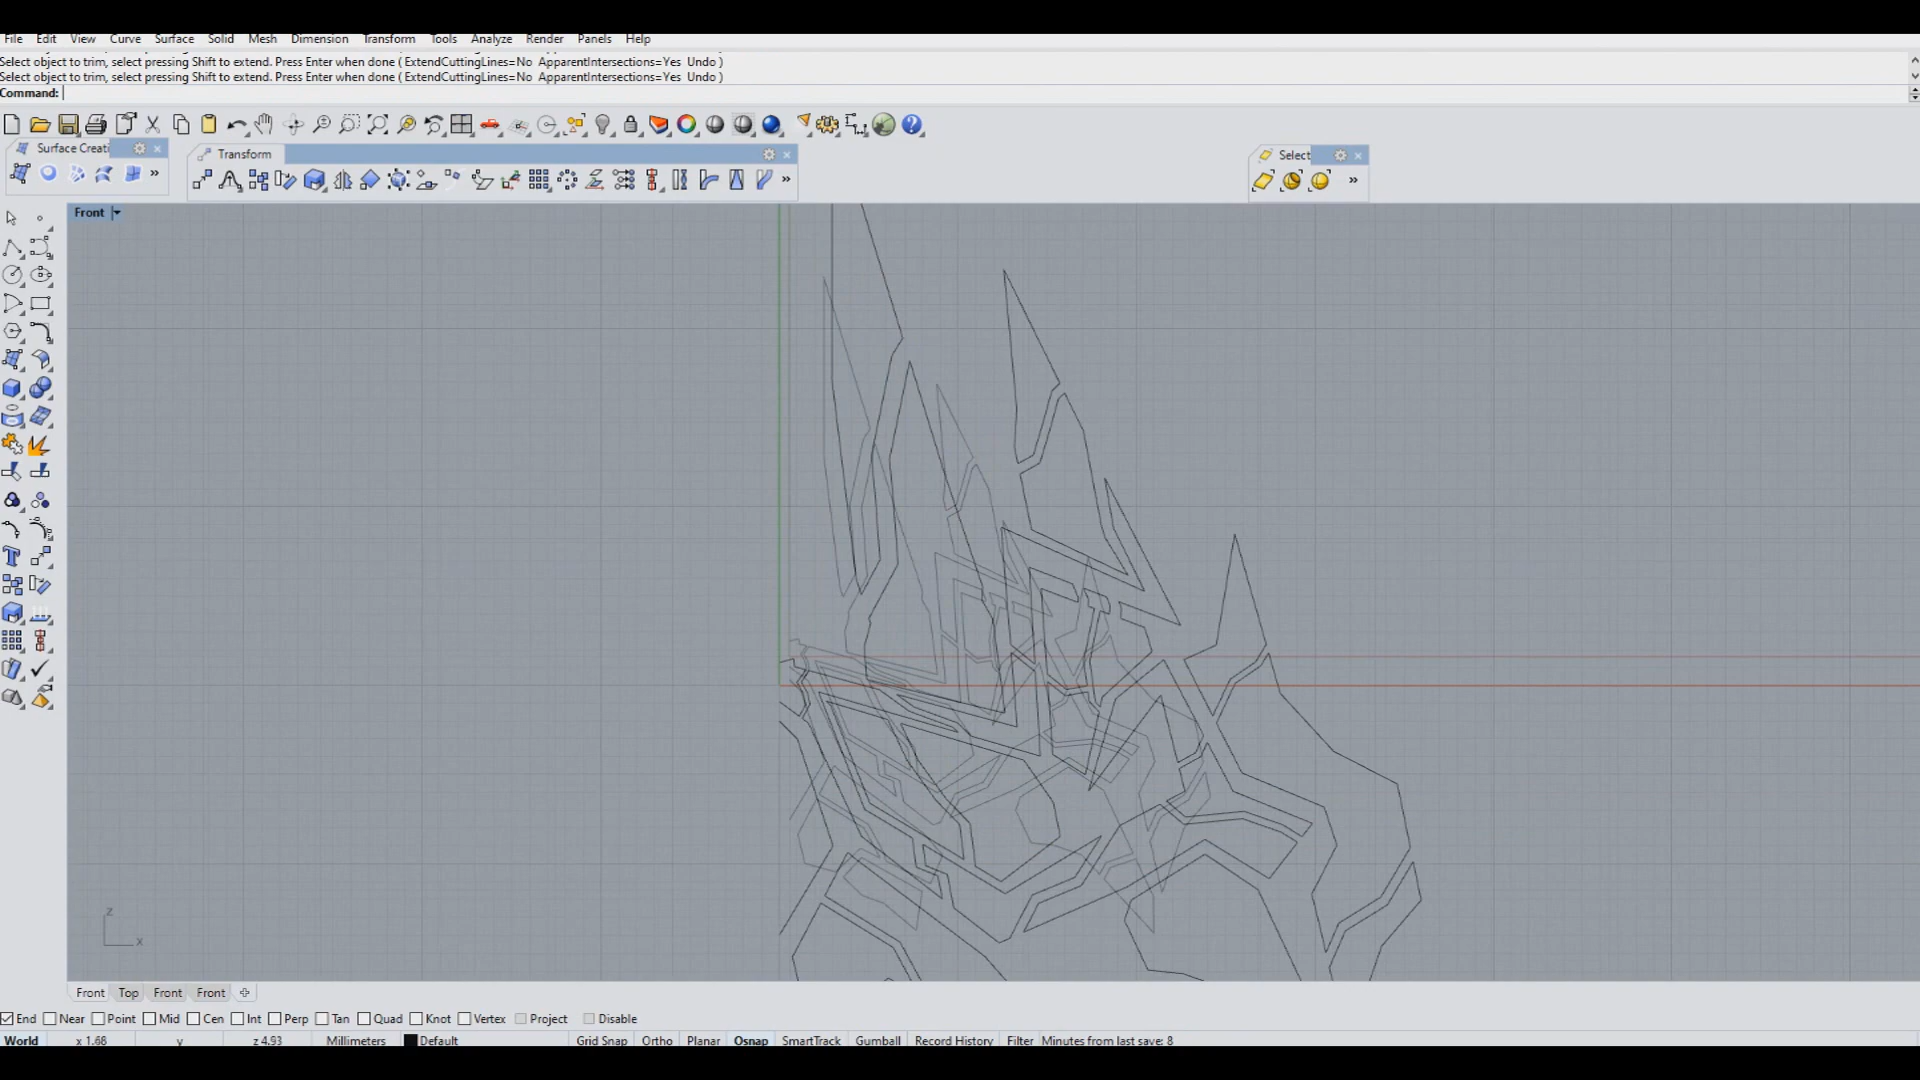 File Edit View Curve Surface Solid Mesh Dimension Transform Tools Analyze Render Panels Help
Select object to trim, select pressing Shift to extend. Press Enter when done ( ExtendCuttingLines=No ApparentIntersections=Yes Undo )
Select object to trim, select pressing Shift to extend. Press Enter when done ( ExtendCuttingLines=No ApparentIntersections=Yes Undo )
Command:
Surface Creati
Transform
Select
Front
z
x
Front Top Front Front
End Near Point Mid Cen Int Perp Tan Quad Knot Vertex Project Disable
World x 1.68 y z 4.93 Millimeters Default Grid Snap Ortho Planar Osnap SmartTrack Gumball Record History Filter Minutes from last save: 8